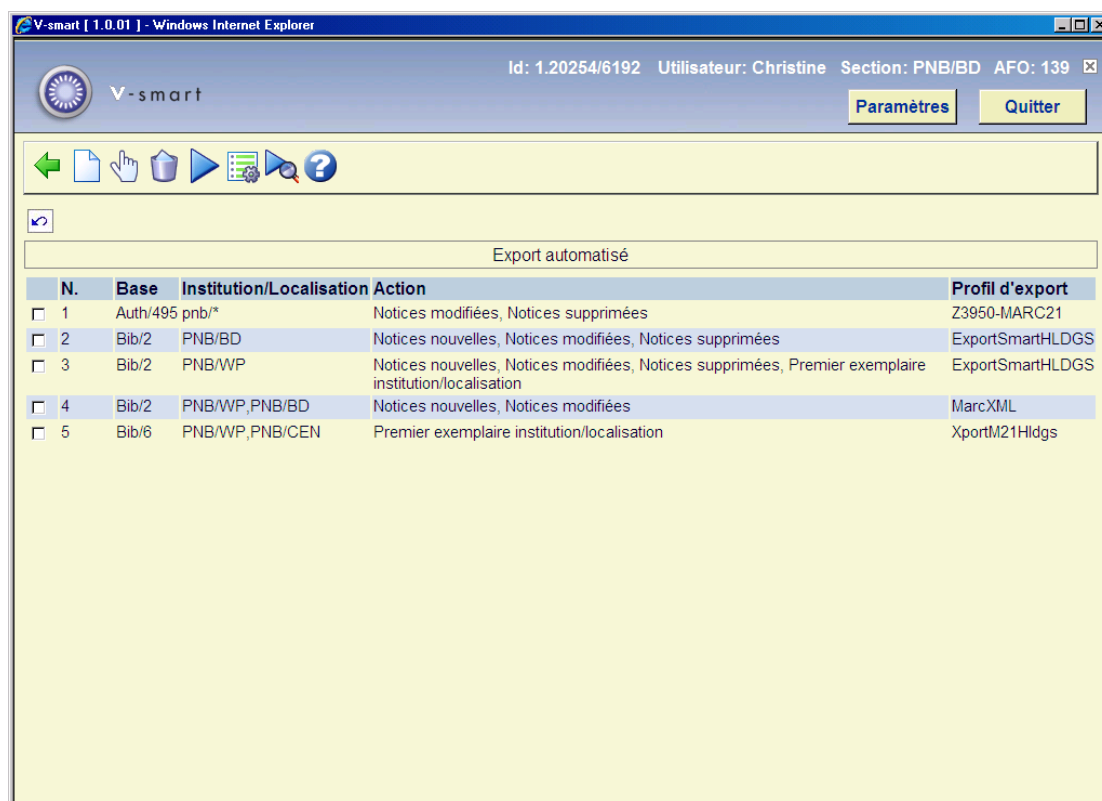 V-smart [ 1.0.01 ] - Windows Internet Explorer
Id: 1.20254/6192 Utilisateur: Christine Section: PNB/BD AFO: 139
V-smart
Paramètres Quitter
Export automatisé
N. Base Institution/Localisation Action Profil d'export
1 Auth/495 pnb/* Notices modifiées, Notices supprimées Z3950-MARC21
2 Bib/2 PNB/BD Notices nouvelles, Notices modifiées, Notices supprimées ExportSmartHLDGS
3 Bib/2 PNB/WP Notices nouvelles, Notices modifiées, Notices supprimées, Premier exemplaire ExportSmartHLDGS
institution/localisation
4 Bib/2 PNB/WP,PNB/BD Notices nouvelles, Notices modifiées MarcXML
5 Bib/6 PNB/WP,PNB/CEN Premier exemplaire institution/localisation XportM21Hldgs